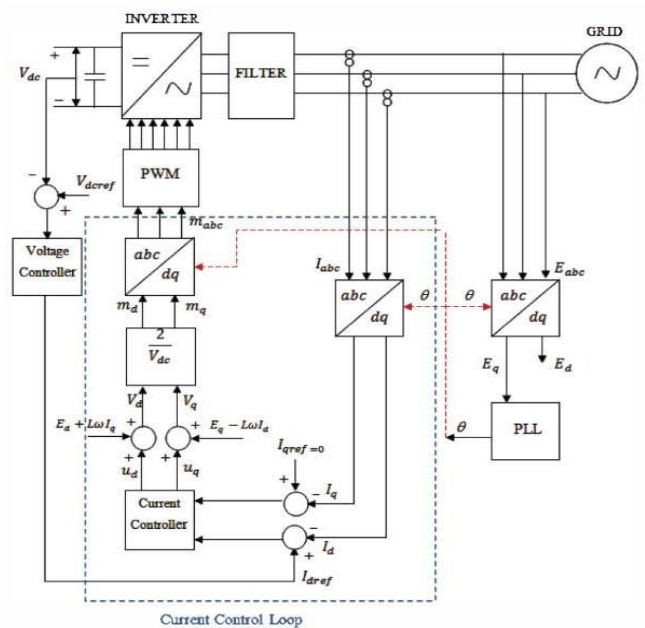 INVERTER
GRID
+
V_dc
−
=
∼
FILTER
∼
−
V_dcref
+
PWM
m_abc
Voltage
Controller
abc
dq
I_abc
abc
dq
θ
θ
E_abc
abc
dq
m_d
m_q
2
V_dc
E_q
E_d
V_d
V_q
E_d + LωI_q
+
+
+
+
E_q − LωI_d
θ
PLL
u_d
u_q
I_qref=0
+
−
I_q
Current
Controller
−
I_d
+
I_dref
Current Control Loop